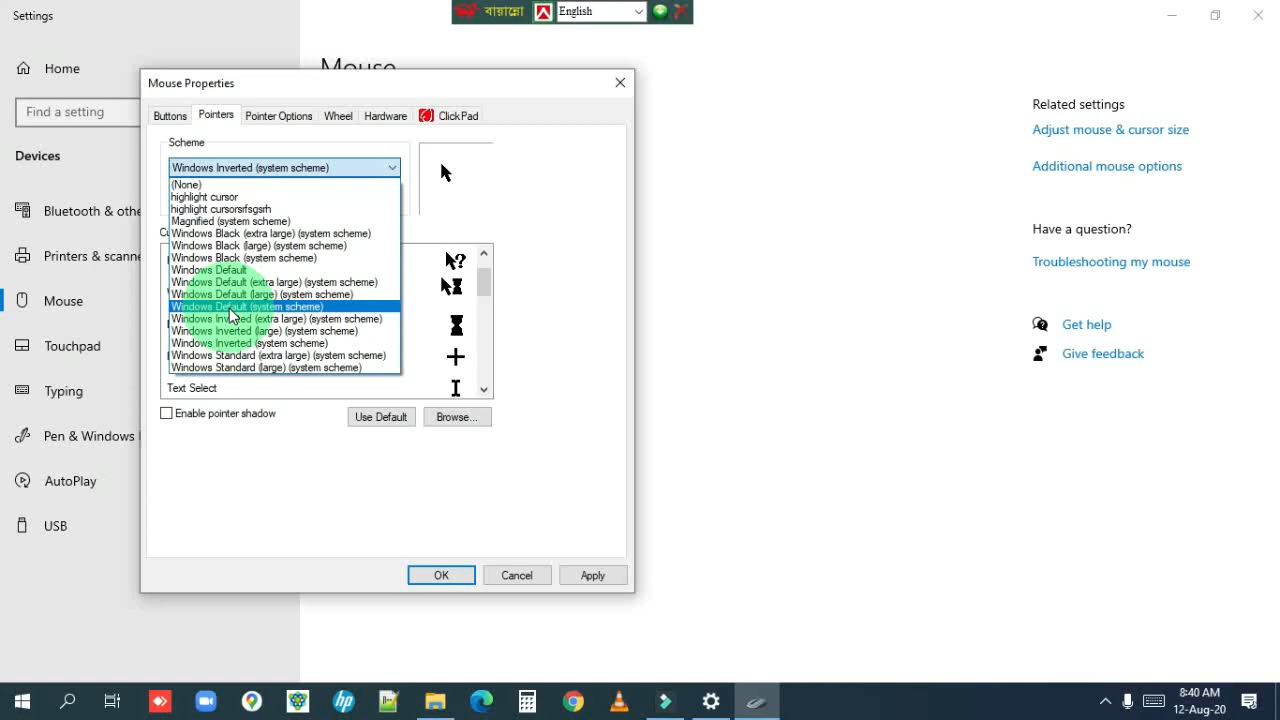 Settings
বায়ান্নো
English
Home
Find a setting
Devices
Bluetooth & othe
Printers & scanne
Mouse
Touchpad
Typing
Pen & Windows
AutoPlay
USB
Mouse
Mouse Properties
Buttons
Pointers
Pointer Options
Wheel
Hardware
ClickPad
Scheme
Windows Inverted (system scheme)
(None)
highlight cursor
highlight cursorsrfsgsrh
Magnified (system scheme)
Windows Black (extra large) (system scheme)
Windows Black (large) (system scheme)
Windows Black (system scheme)
Windows Default
Windows Default (extra large) (system scheme)
Windows Default (large) (system scheme)
Windows Default (system scheme)
Windows Inverted (extra large) (system scheme)
Windows Inverted (large) (system scheme)
Windows Inverted (system scheme)
Windows Standard (extra large) (system scheme)
Windows Standard (large) (system scheme)
Text Select
Enable pointer shadow
Use Default
Browse...
OK
Cancel
Apply
Related settings
Adjust mouse & cursor size
Additional mouse options
Have a question?
Troubleshooting my mouse
Get help
Give feedback
8:40 AM
12-Aug-20